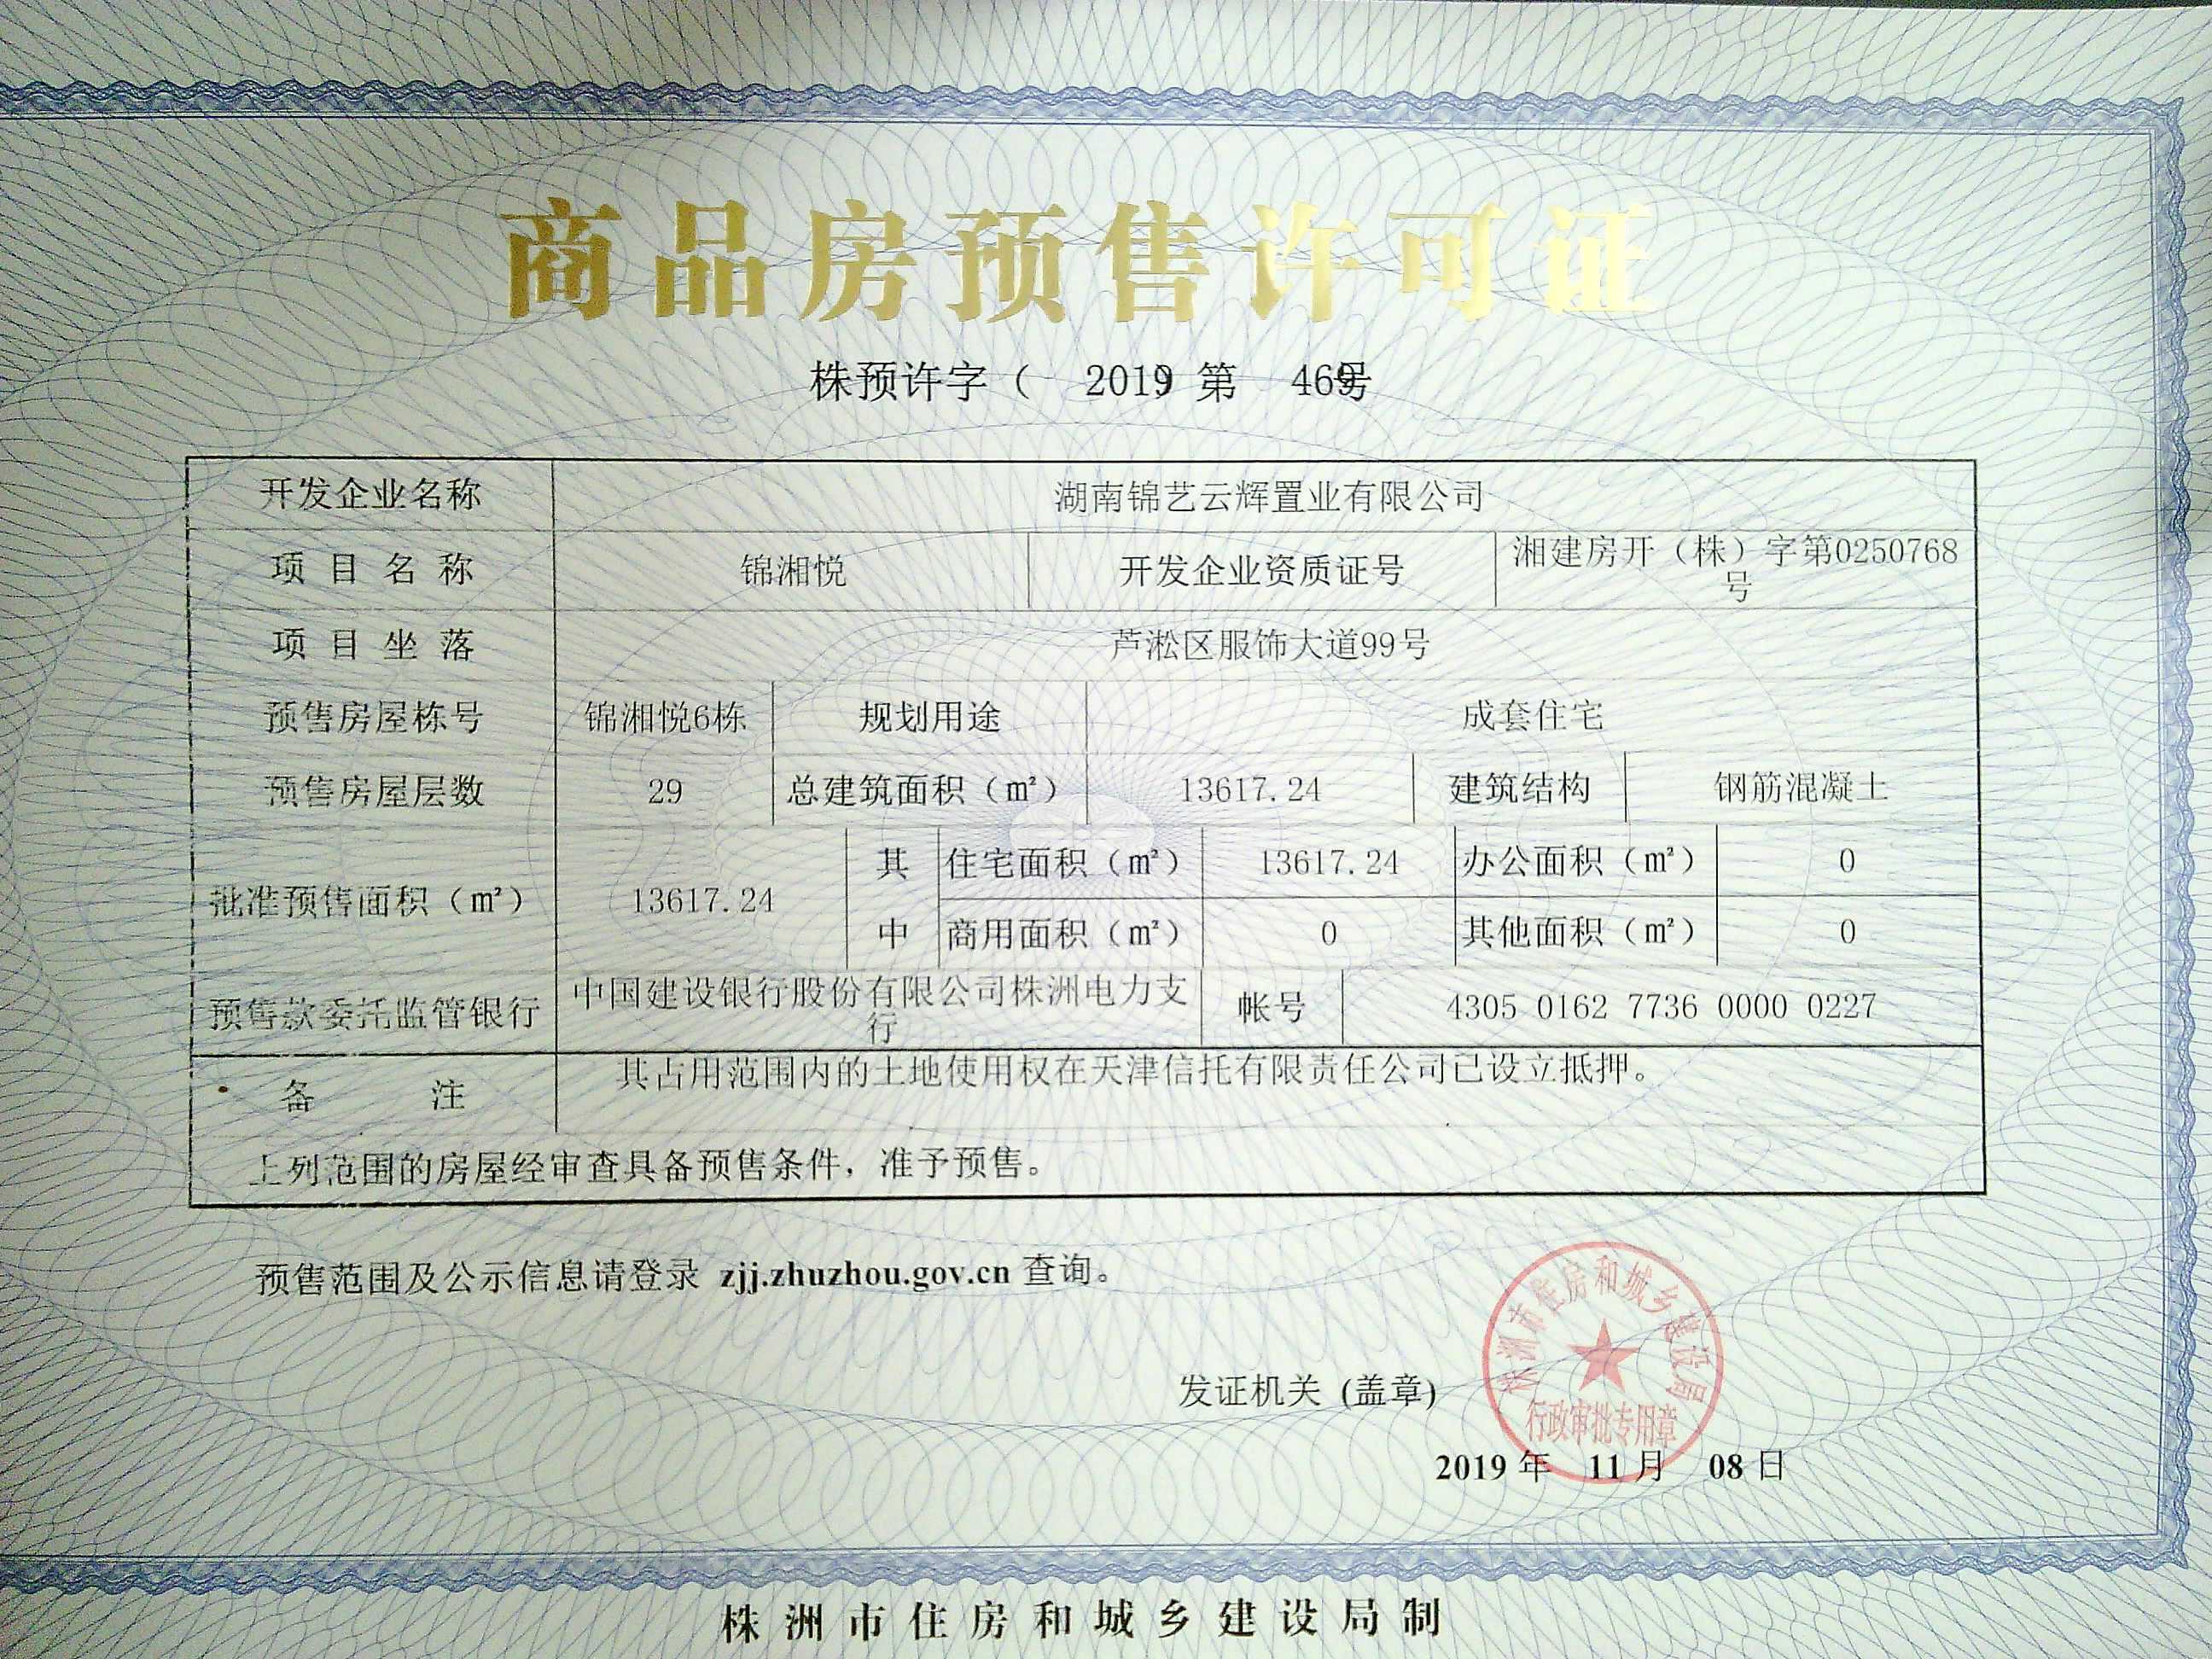 商品房预售许可证
株预许字（ 2019）第 469号
开发企业名称 湖南锦艺云辉置业有限公司
项目名称 锦湘悦 开发企业资质证号 湘建房开（株）字第0250768
号
项目坐落 芦淞区服饰大道99号
预售房屋栋号 锦湘悦6栋 规划用途 成套住宅
预售房屋层数 29 总建筑面积（㎡） 13617.24 建筑结构 钢筋混凝土
批准预售面积（㎡） 13617.24 其中 住宅面积（㎡） 13617.24 办公面积（㎡） 0
商用面积（㎡） 0 其他面积（㎡） 0
预售款委托监管银行 中国建设银行股份有限公司株洲电力支
行 帐号 4305 0162 7736 0000 0227
备注 其占用范围内的土地使用权在天津信托有限责任公司已设立抵押。
上列范围的房屋经审查具备预售条件，准予预售。
预售范围及公示信息请登录 zjj.zhuzhou.gov.cn 查询。
株洲市住房和城乡建设局
发证机关 (盖章)
行政审批专用章
2019 年 11 月 08 日
株洲市住房和城乡建设局制